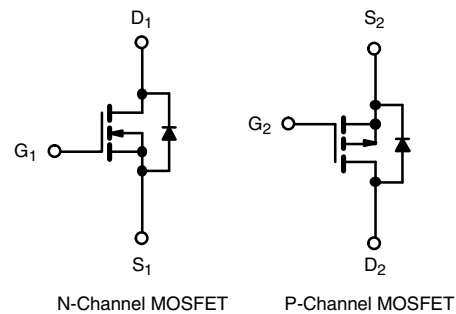 D1
S2
G1
G2
S1
D2
N-Channel MOSFET
P-Channel MOSFET